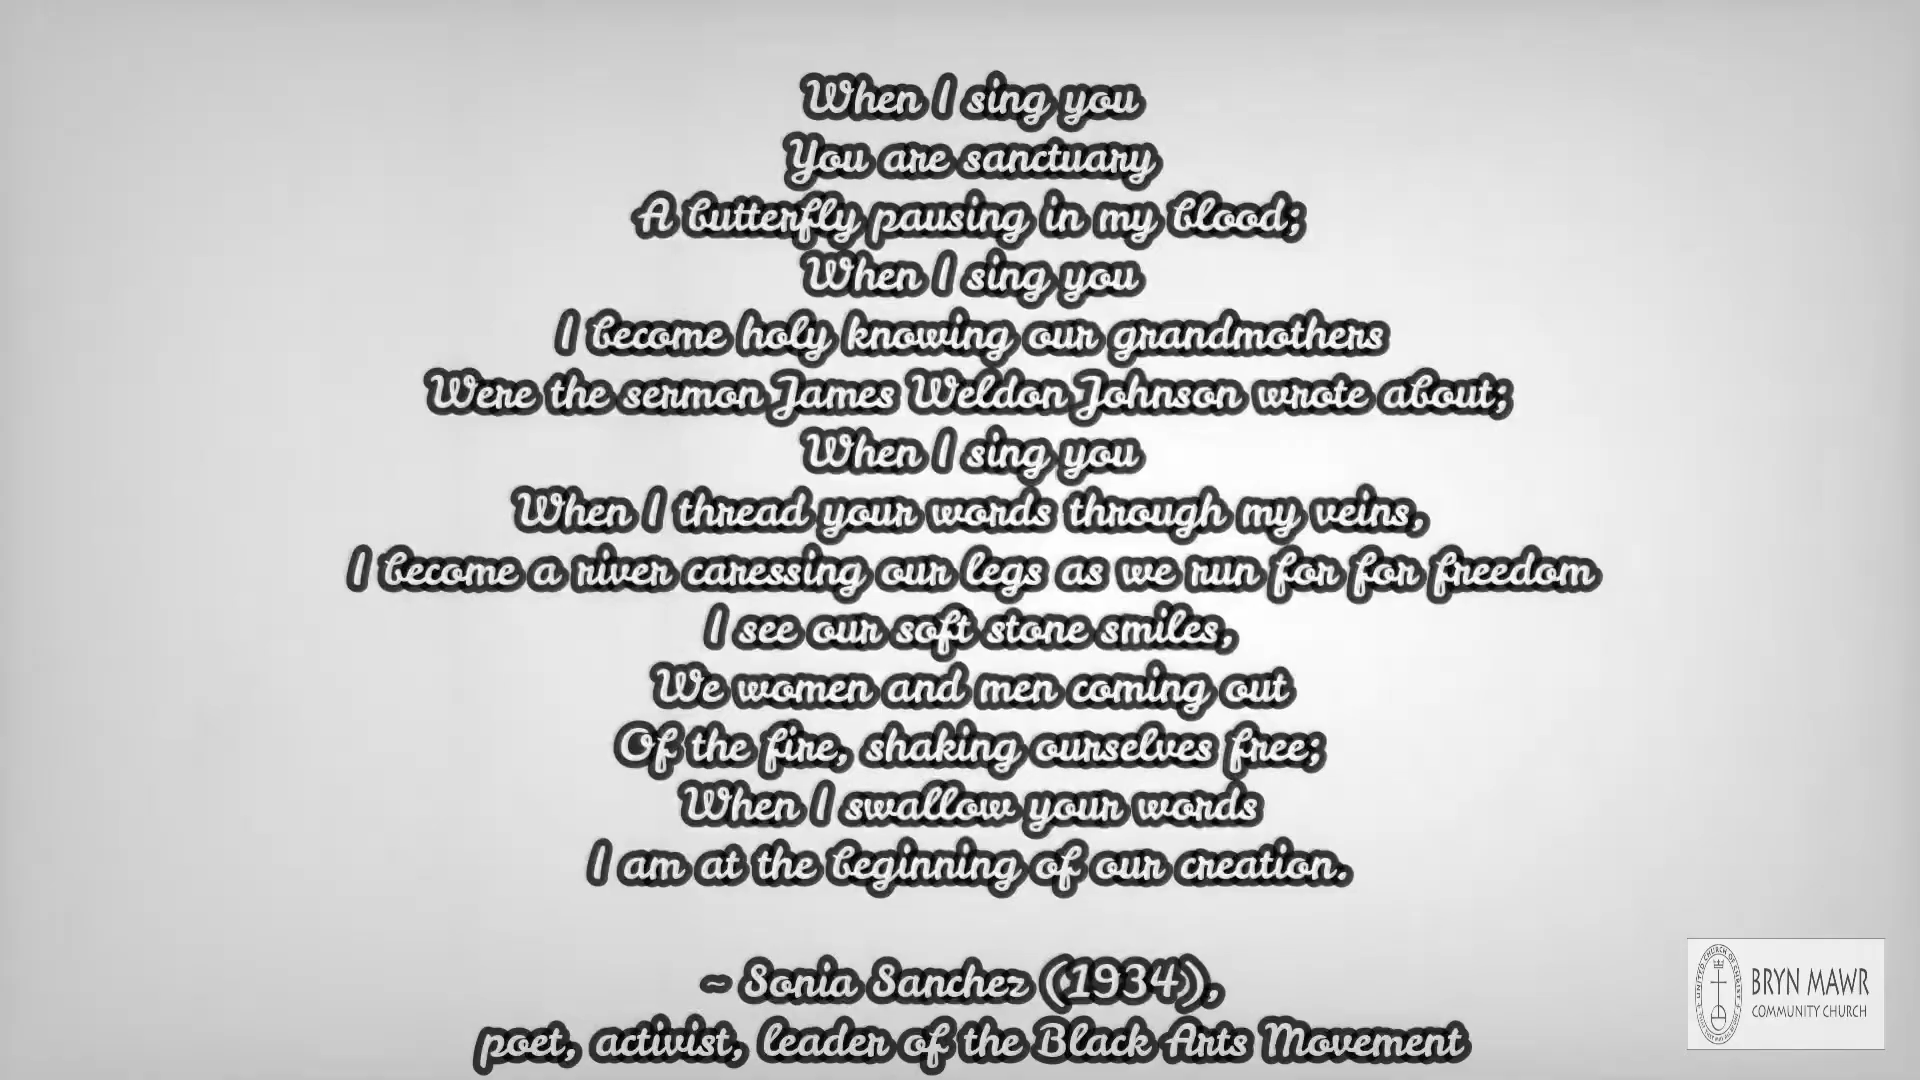 When I sing you
You are sanctuary
A butterfly pausing in my blood;
When I sing you
I become holy knowing our grandmothers
Were the sermon James Weldon Johnson wrote about;
When I sing you
When I thread your words through my veins,
I become a river caressing our legs as we run for for freedom
I see our soft stone smiles,
We women and men coming out
Of the fire, shaking ourselves free;
When I swallow your words
I am at the beginning of our creation.
~ Sonia Sanchez (1934),
poet, activist, leader of the Black Arts Movement
UNITED CHURCH OF CHRIST
BRYN MAWR
COMMUNITY CHURCH